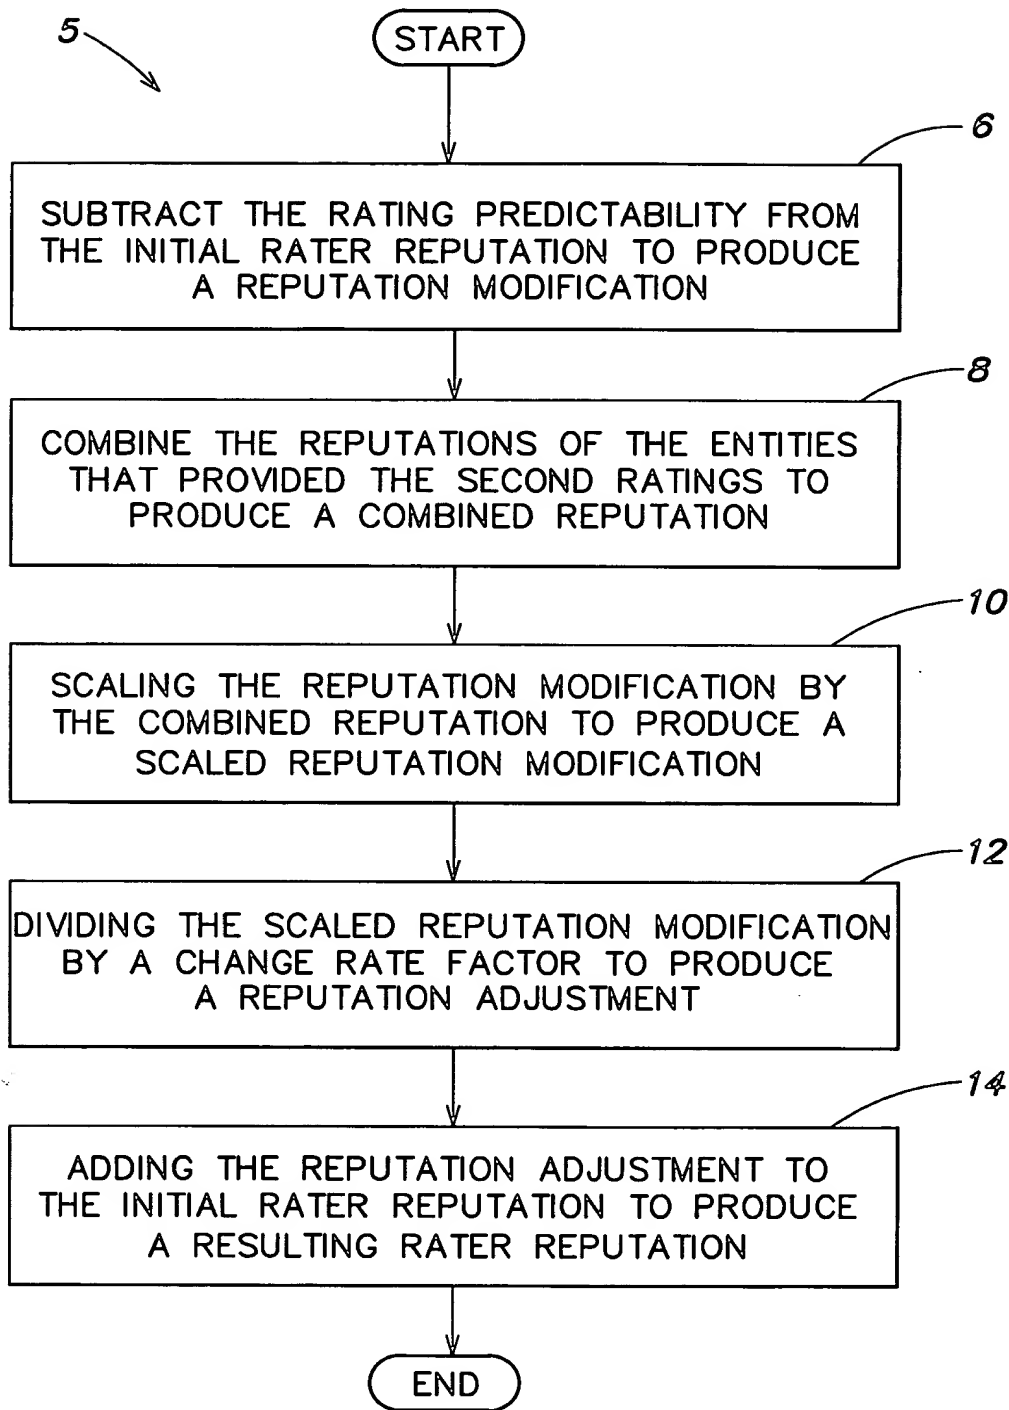 5
START
6
SUBTRACT THE RATING PREDICTABILITY FROM
THE INITIAL RATER REPUTATION TO PRODUCE
A REPUTATION MODIFICATION
8
COMBINE THE REPUTATIONS OF THE ENTITIES
THAT PROVIDED THE SECOND RATINGS TO
PRODUCE A COMBINED REPUTATION
10
SCALING THE REPUTATION MODIFICATION BY
THE COMBINED REPUTATION TO PRODUCE A
SCALED REPUTATION MODIFICATION
12
DIVIDING THE SCALED REPUTATION MODIFICATION
BY A CHANGE RATE FACTOR TO PRODUCE
A REPUTATION ADJUSTMENT
14
ADDING THE REPUTATION ADJUSTMENT TO
THE INITIAL RATER REPUTATION TO PRODUCE
A RESULTING RATER REPUTATION
END